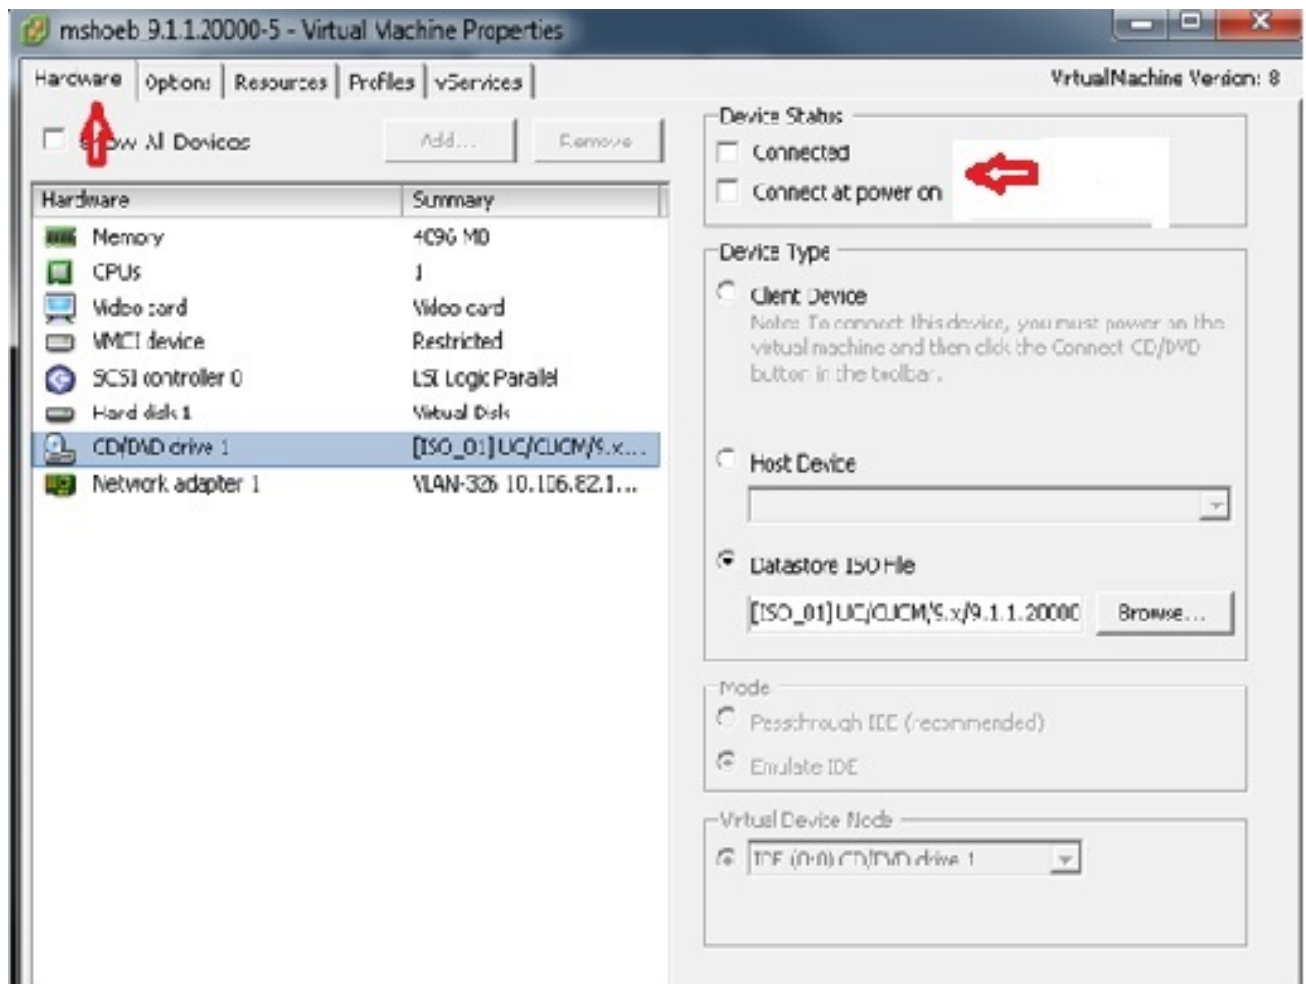 mshoeb 9.1.1.20000-5 - Virtual Machine Properties
Hardware Options Resources Profiles vServices
Virtual Machine Version: 8
Show All Devices Add... Remove
Hardware Summary
Memory 4096 MB
CPUs 1
Video card Video card
VMCI device Restricted
SCSI controller 0 LSI Logic Parallel
Hard disk 1 Virtual Disk
CD/DVD drive 1 [ISO_01] UC/CUCM/9.x...
Network adapter 1 VLAN-326 10.106.82.1...
Device Status
Connected
Connect at power on
Device Type
Client Device
Note: To connect this device, you must power on the
virtual machine and then click the Connect CD/DVD
button in the toolbar.
Host Device
Datastore ISO File
[ISO_01] UC/CUCM/9.x/9.1.1.20000 Browse...
Mode
Passthrough IDE (recommended)
Emulate IDE
Virtual Device Node
IDE (0:0) CD/DVD drive 1